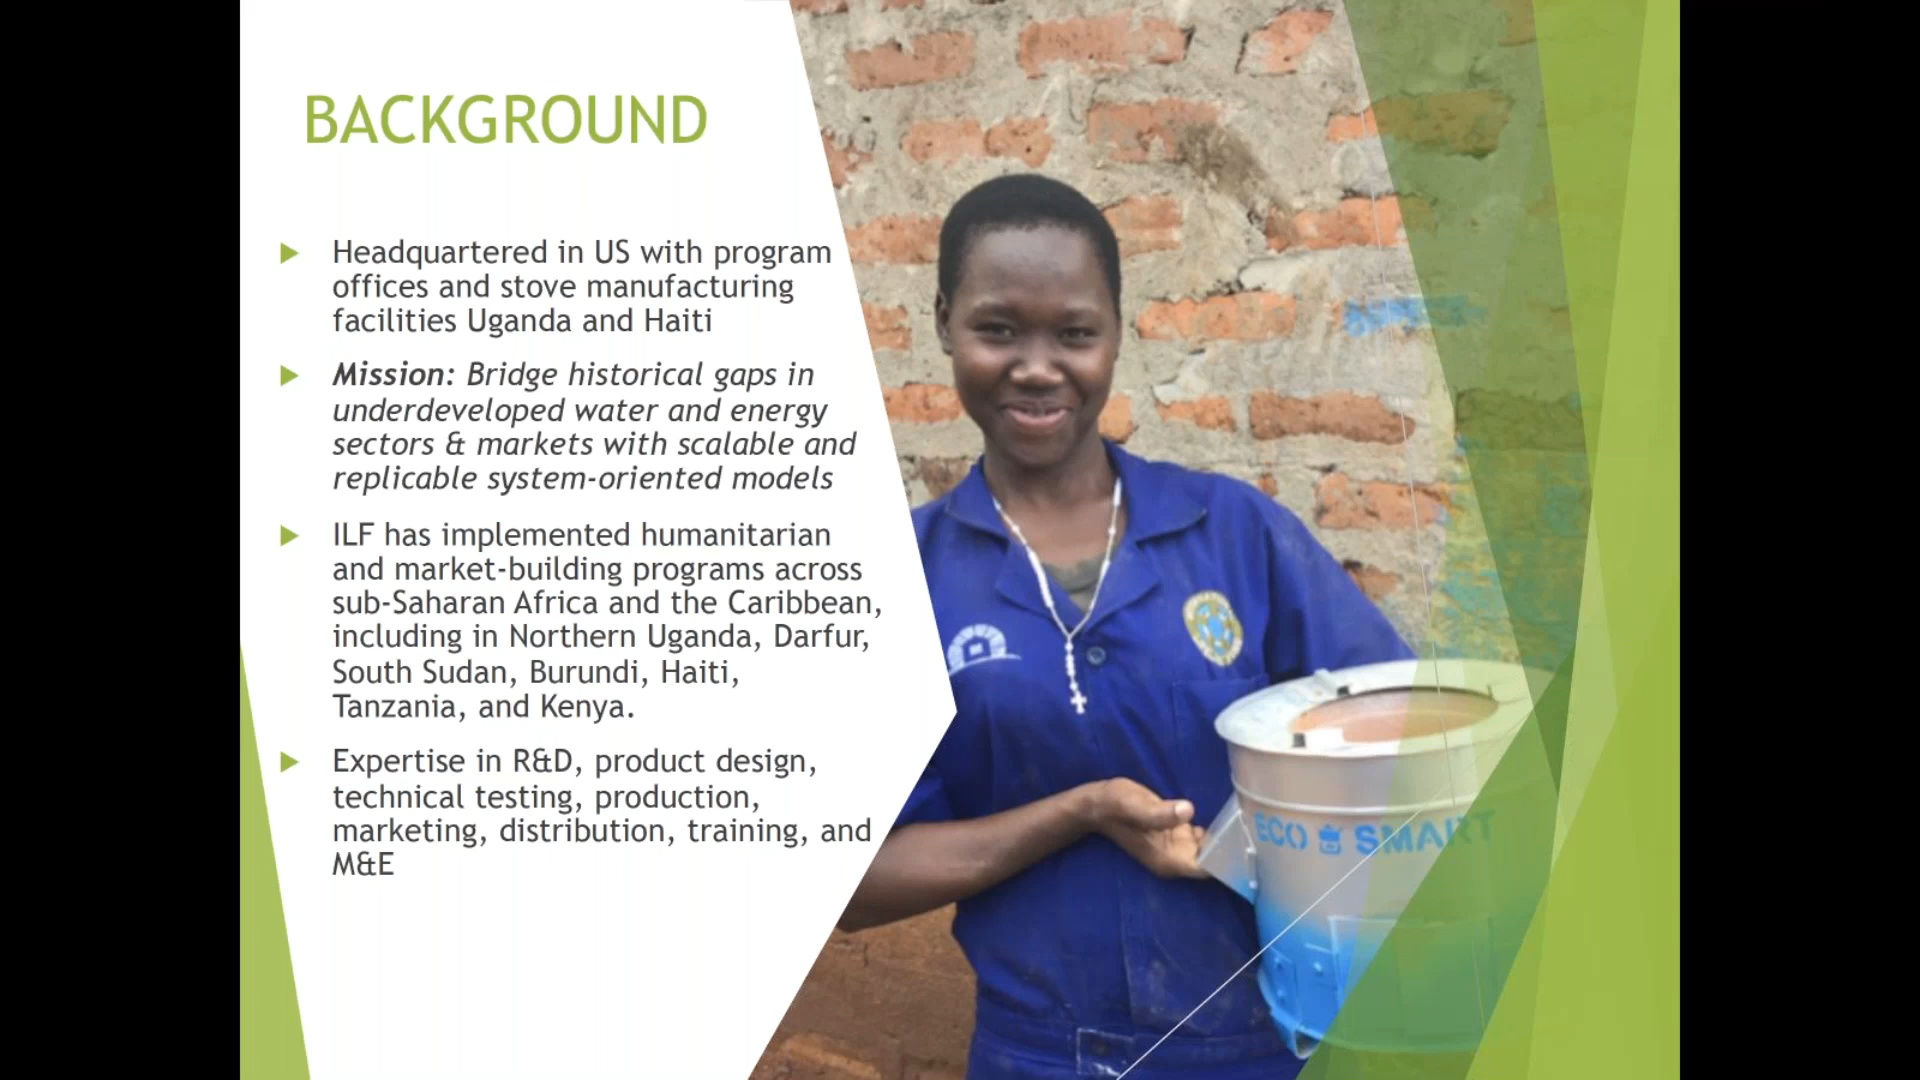 BACKGROUND
Headquartered in US with program
offices and stove manufacturing
facilities Uganda and Haiti
Mission: Bridge historical gaps in
underdeveloped water and energy
sectors & markets with scalable and
replicable system-oriented models
ILF has implemented humanitarian
and market-building programs across
sub-Saharan Africa and the Caribbean,
including in Northern Uganda, Darfur,
South Sudan, Burundi, Haiti,
Tanzania, and Kenya.
Expertise in R&D, product design,
technical testing, production,
marketing, distribution, training, and
M&E
ECO SMART